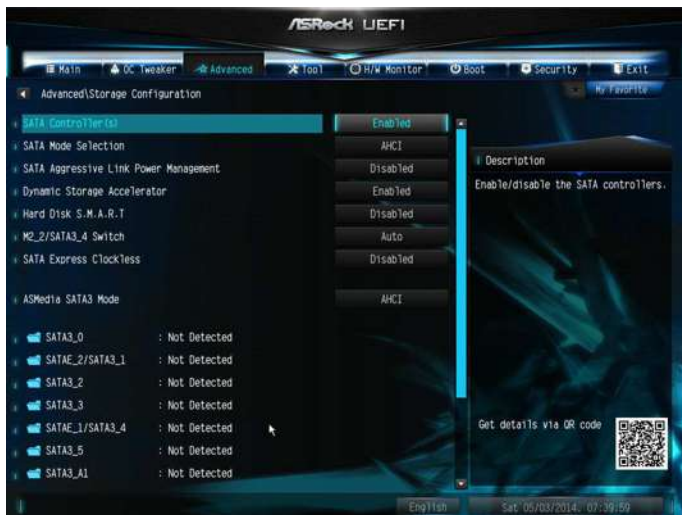 ASRock UEFI
Main OC Tweaker Advanced Tool H/W Monitor Boot Security Exit
Advanced\Storage Configuration
My Favorite
SATA Controller(s) Enabled
SATA Mode Selection AHCI
SATA Aggressive Link Power Management Disabled
Dynamic Storage Accelerator Enabled
Hard Disk S.M.A.R.T Disabled
M2_2/SATA3_4 Switch Auto
SATA Express Clockless Disabled
ASMedia SATA3 Mode AHCI
SATA3_0 : Not Detected
SATAE_2/SATA3_1 : Not Detected
SATA3_2 : Not Detected
SATA3_3 : Not Detected
SATAE_1/SATA3_4 : Not Detected
SATA3_5 : Not Detected
SATA3_A1 : Not Detected
Description
Enable/disable the SATA controllers.
Get details via QR code
English
Sat 05/03/2014. 07:39:59